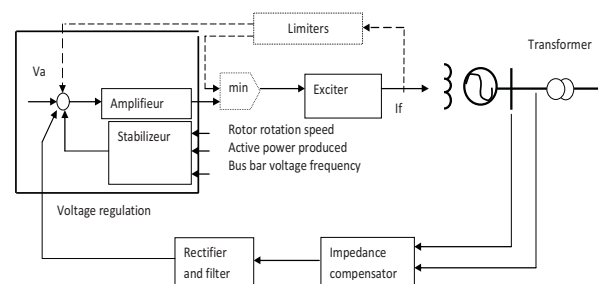 Limiters
Transformer
Va
min
Exciter
Amplifieur
If
Stabilizeur
Rotor rotation speed
Active power produced
Bus bar voltage frequency
Voltage regulation
Rectifier
and filter
Impedance
compensator